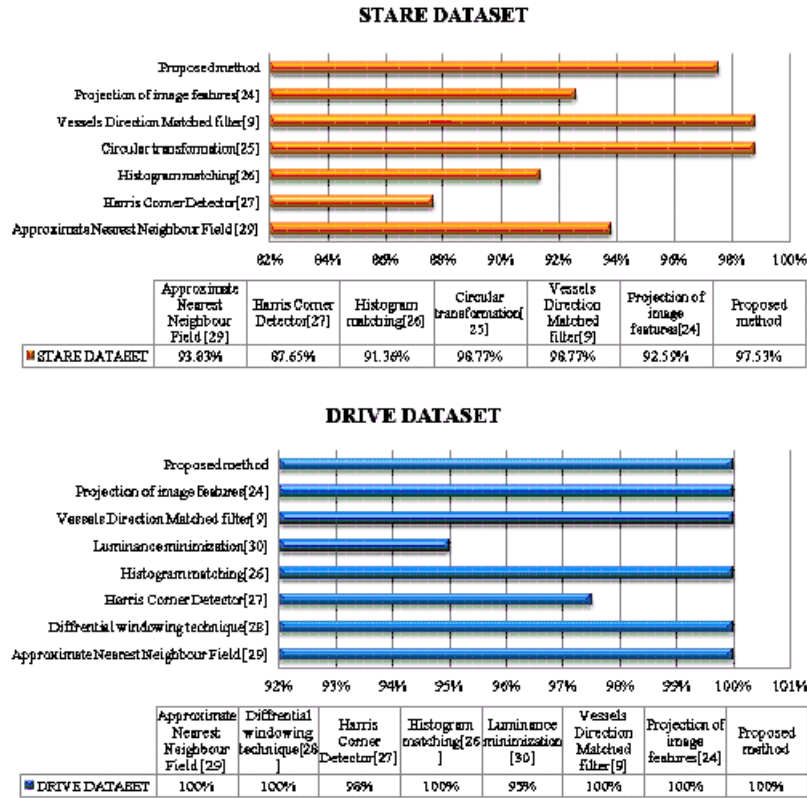 STARE DATASET
Proposed method
Projection of image features[24]
Vessels Direction Matched filter[9]
Circular transformation[25]
Histogram matching[26]
Harris Corner Detector[27]
Approximate Nearest Neighbour Field [29]
82% 84% 86% 88% 90% 92% 94% 96% 98% 100%
Approximate Nearest Neighbour Field [29]
Harris Corner Detector[27]
Histogram matching[26]
Circular transformation[25]
Vessels Direction Matched filter[9]
Projection of image features[24]
Proposed method
STARE DATASET 93.83% 87.65% 91.36% 98.77% 98.77% 92.59% 97.53%
DRIVE DATASET
Proposed method
Projection of image features[24]
Vessels Direction Matched filter[9]
Luminance minimization[30]
Histogram matching[26]
Harris Corner Detector[27]
Diffrential windowing technique[28]
Approximate Nearest Neighbour Field [29]
92% 93% 94% 95% 96% 97% 98% 99% 100% 101%
Approximate Nearest Neighbour Field [29]
Diffrential windowing technique[28]
Harris Corner Detector[27]
Histogram matching[26]
Luminance minimization[30]
Vessels Direction Matched filter[9]
Projection of image features[24]
Proposed method
DRIVE DATASET 100% 100% 98% 100% 95% 100% 100% 100%